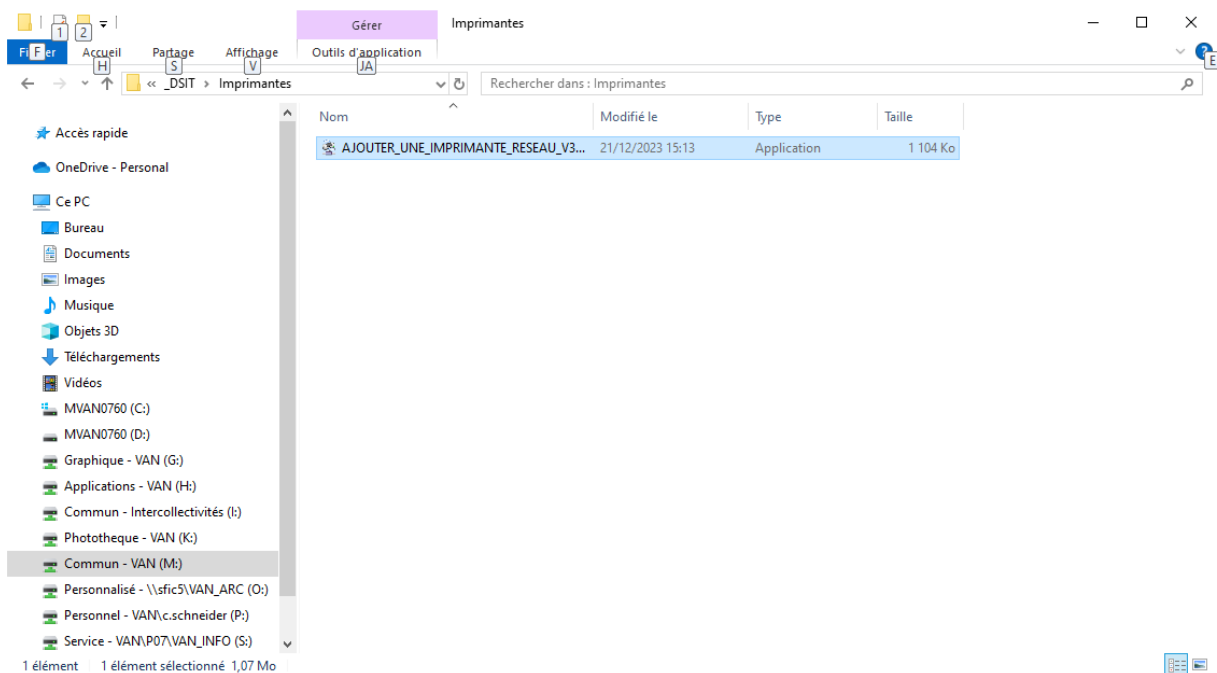 1 2
Gérer Imprimantes
Accueil Partage Affichage Outils d'application
F H S V JA E
« _DSIT > Imprimantes Rechercher dans : Imprimantes
Nom Modifié le Type Taille
AJOUTER_UNE_IMPRIMANTE_RESEAU_V3... 21/12/2023 15:13 Application 1 104 Ko
Accès rapide
OneDrive - Personal
Ce PC
Bureau
Documents
Images
Musique
Objets 3D
Téléchargements
Vidéos
MVAN0760 (C:)
MVAN0760 (D:)
Graphique - VAN (G:)
Applications - VAN (H:)
Commun - Intercollectivités (I:)
Phototheque - VAN (K:)
Commun - VAN (M:)
Personnalisé - \\sfic5\VAN_ARC (O:)
Personnel - VAN\c.schneider (P:)
Service - VAN\P07\VAN_INFO (S:)
1 élément 1 élément sélectionné 1,07 Mo